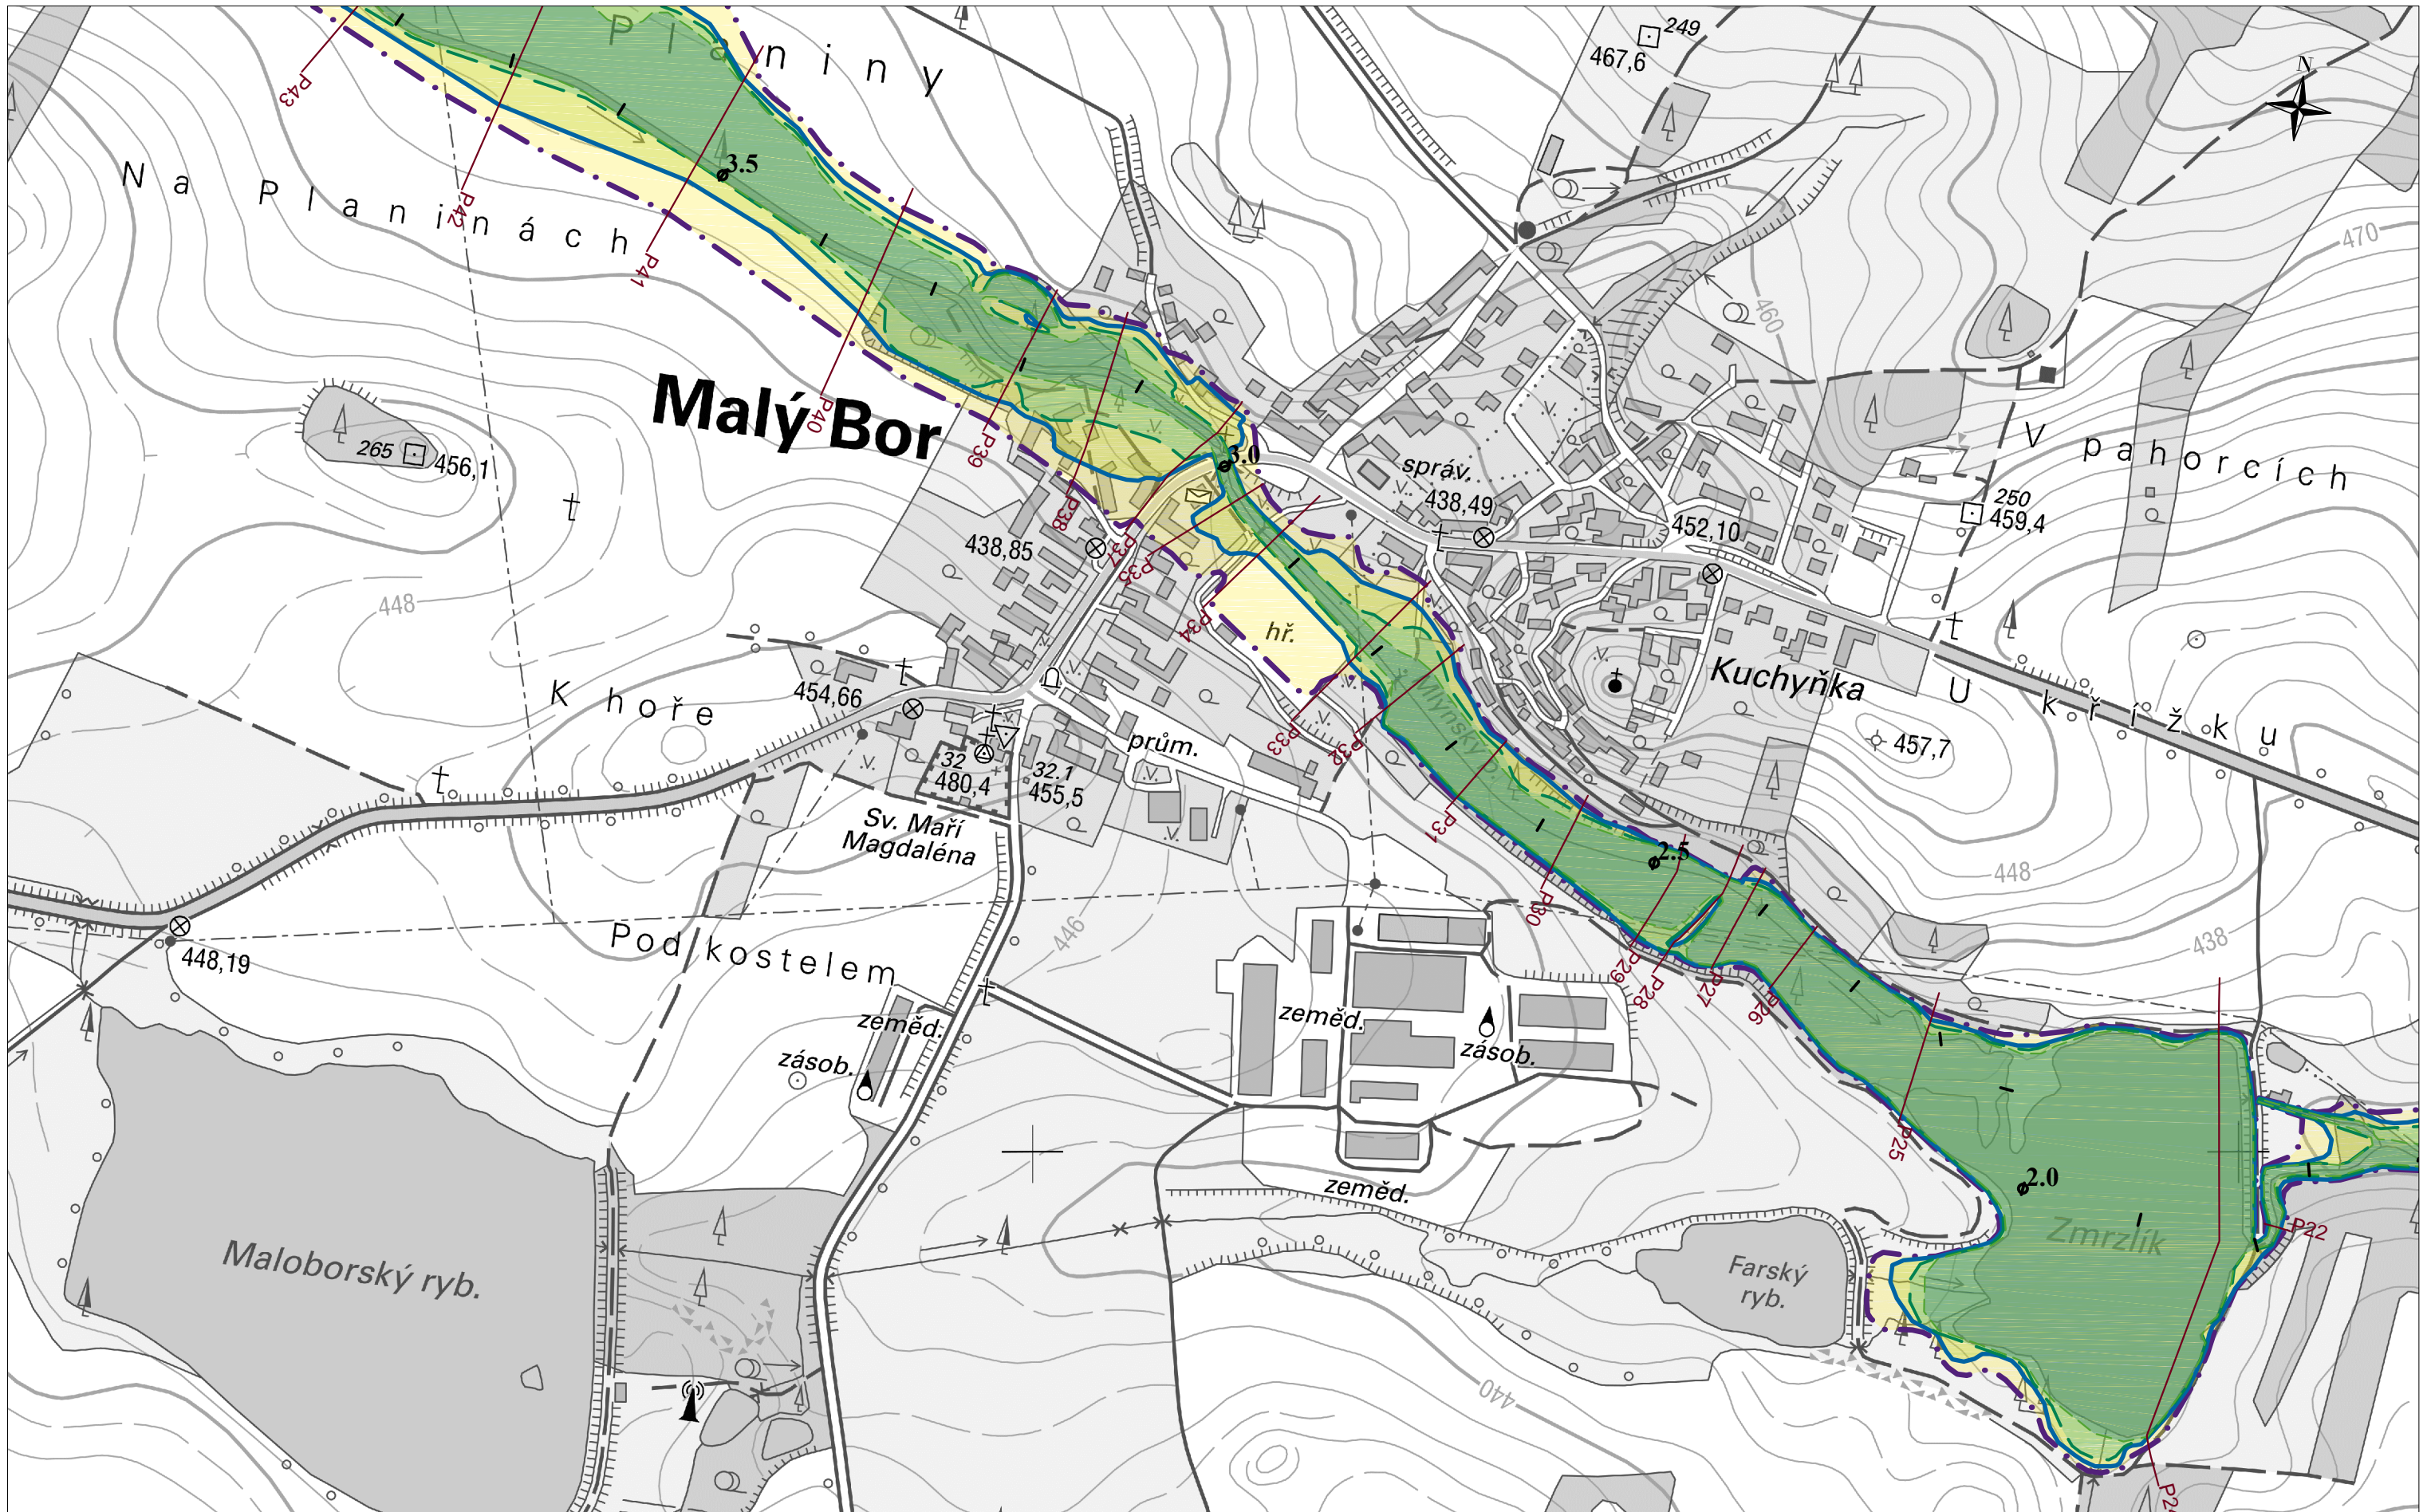 Planiny
249
467,6
N
P43
3.5
Na Planinách
P42
P41
470
460
Malý Bor
P40
P39
265
456,1
t
3.0
správ.
438,49
V pahorcích
250
459,4
452,10
P38
438,85
P37
P35
448
P34
hř.
K hoře
454,66
Kuchyňka
U křížku
457,7
Mlýnský p.
P33
P32
prům.
32
480,4
32.1
455,5
Sv. Maří
Magdaléna
P31
2.5
448
P30
446
438
Pod kostelem
448,19
P29
P28
P27
P26
zeměd.
zásob.
zeměd.
zásob.
P25
2.0
zeměd.
Zmrzlík
P22
Maloborský ryb.
Farský
ryb.
440